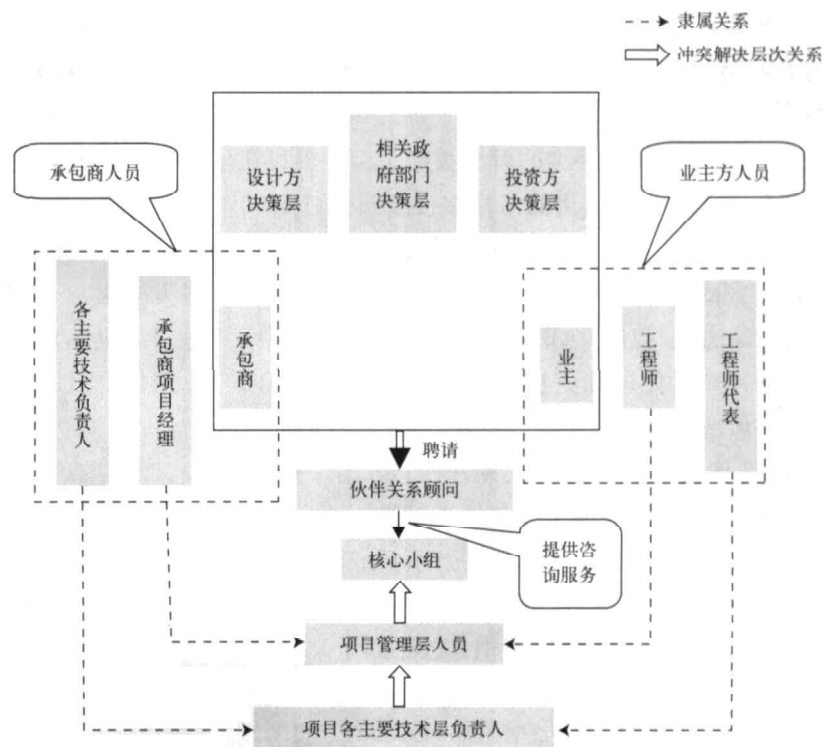 隶属关系
冲突解决层次关系
承包商人员
设计方
决策层
相关政
府部门
决策层
投资方
决策层
业主方人员
各主要技术负责人
承包商项目经理
承包商
业主
工程师
工程师代表
聘请
伙伴关系顾问
核心小组
提供咨
询服务
项目管理层人员
项目各主要技术层负责人